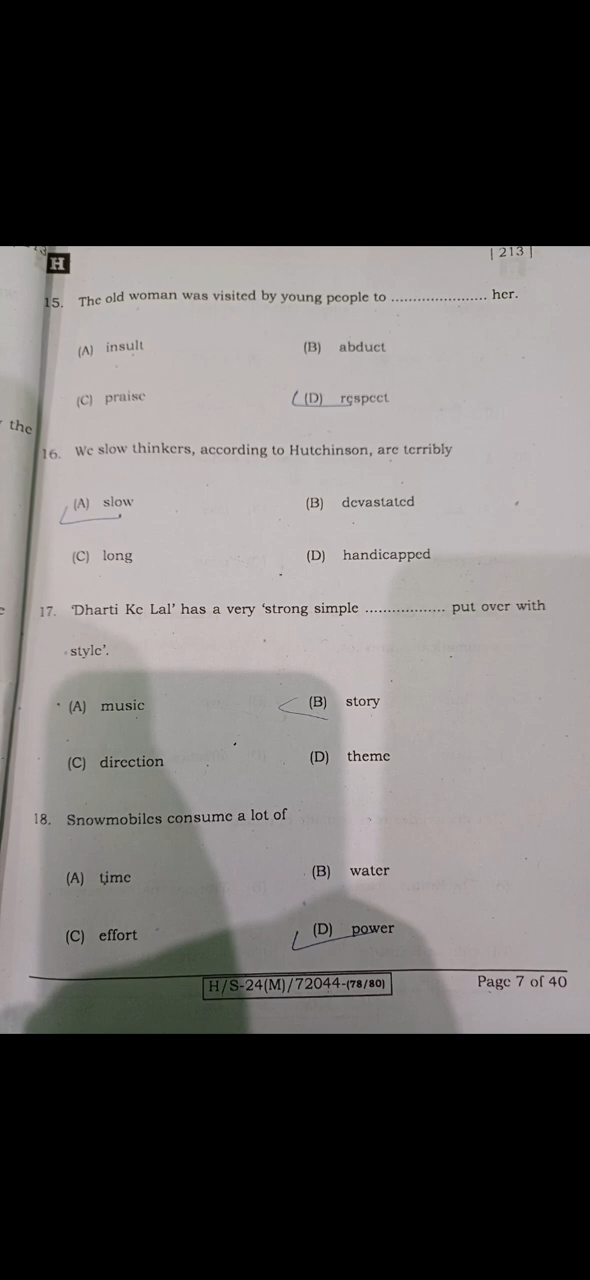 H
| 213 |
15. The old woman was visited by young people to ...................... her.
(A) insult (B) abduct
(C) praise (D) respect
the
16. We slow thinkers, according to Hutchinson, are terribly
(A) slow (B) devastated
(C) long (D) handicapped
17. 'Dharti Ke Lal' has a very 'strong simple .................. put over with
style'.
(A) music (B) story
(C) direction (D) theme
18. Snowmobiles consume a lot of
(A) time (B) water
(C) effort (D) power
H/S-24(M)/72044-(78/80) Page 7 of 40